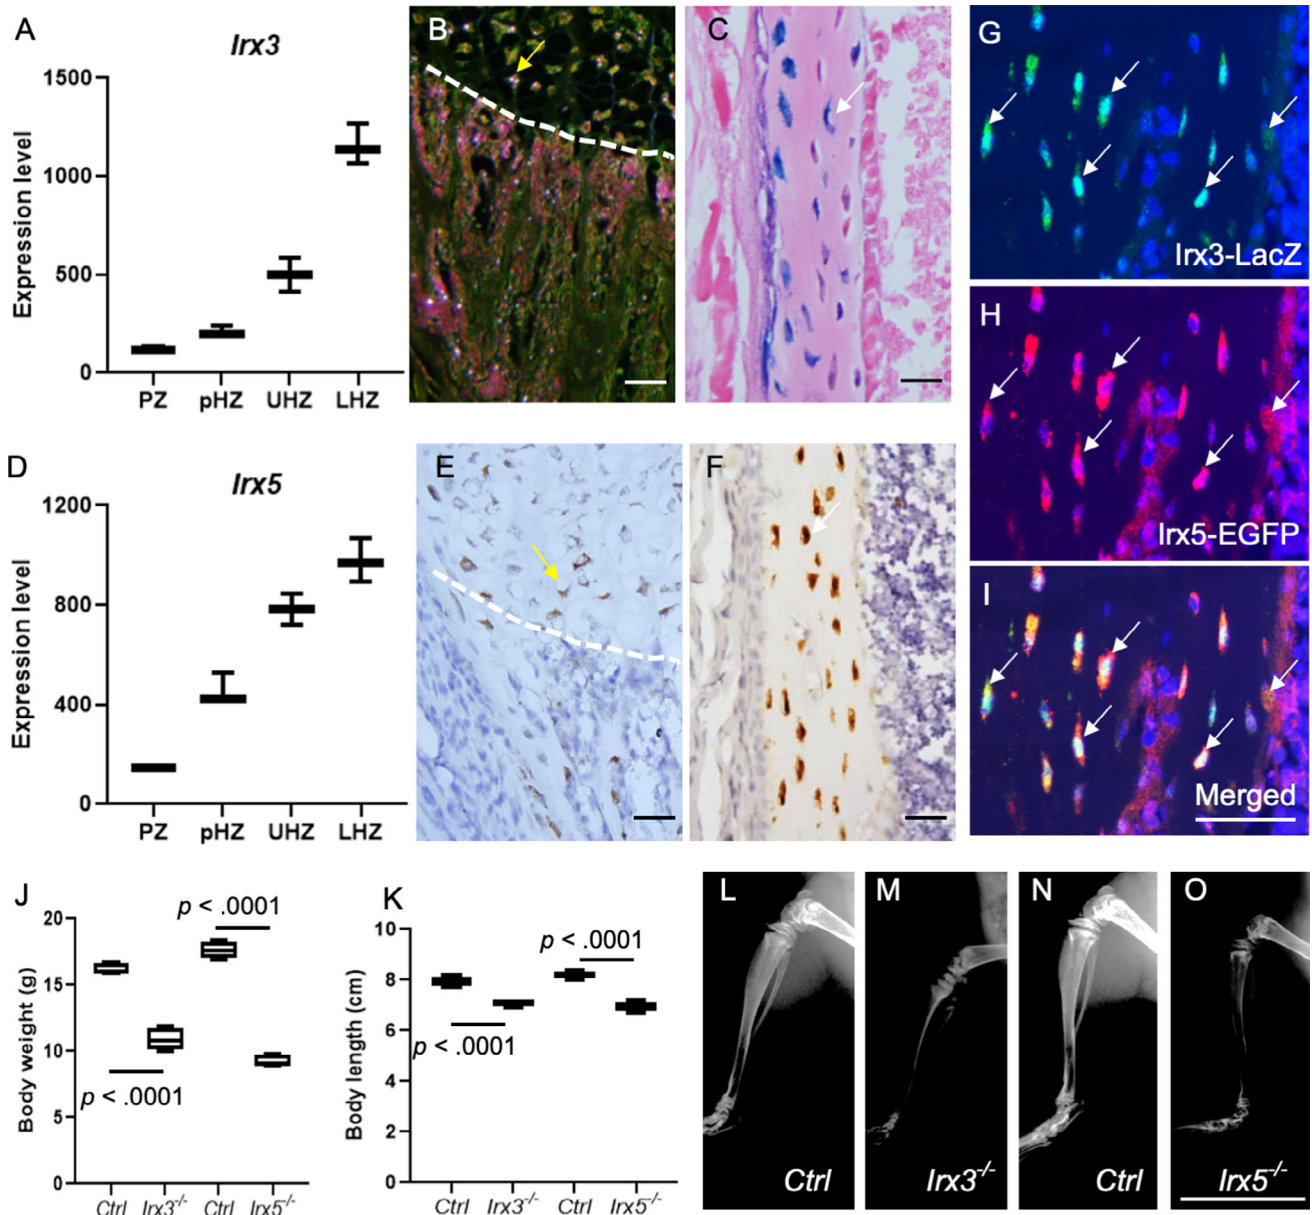 A
Irx3
Expression level
1500
1000
500
0
PZ pHZ UHZ LHZ
B
C
G
Irx3-LacZ
H
Irx5-EGFP
I
Merged
D
Irx5
Expression level
1200
800
400
0
PZ pHZ UHZ LHZ
E
F
J
Body weight (g)
20
15
10
5
0
p < .0001
p < .0001
Ctrl Irx3-/- Ctrl Irx5-/-
K
Body length (cm)
10
8
6
4
2
0
p < .0001
p < .0001
Ctrl Irx3-/- Ctrl Irx5-/-
L
Ctrl
M
Irx3-/-
N
Ctrl
O
Irx5-/-